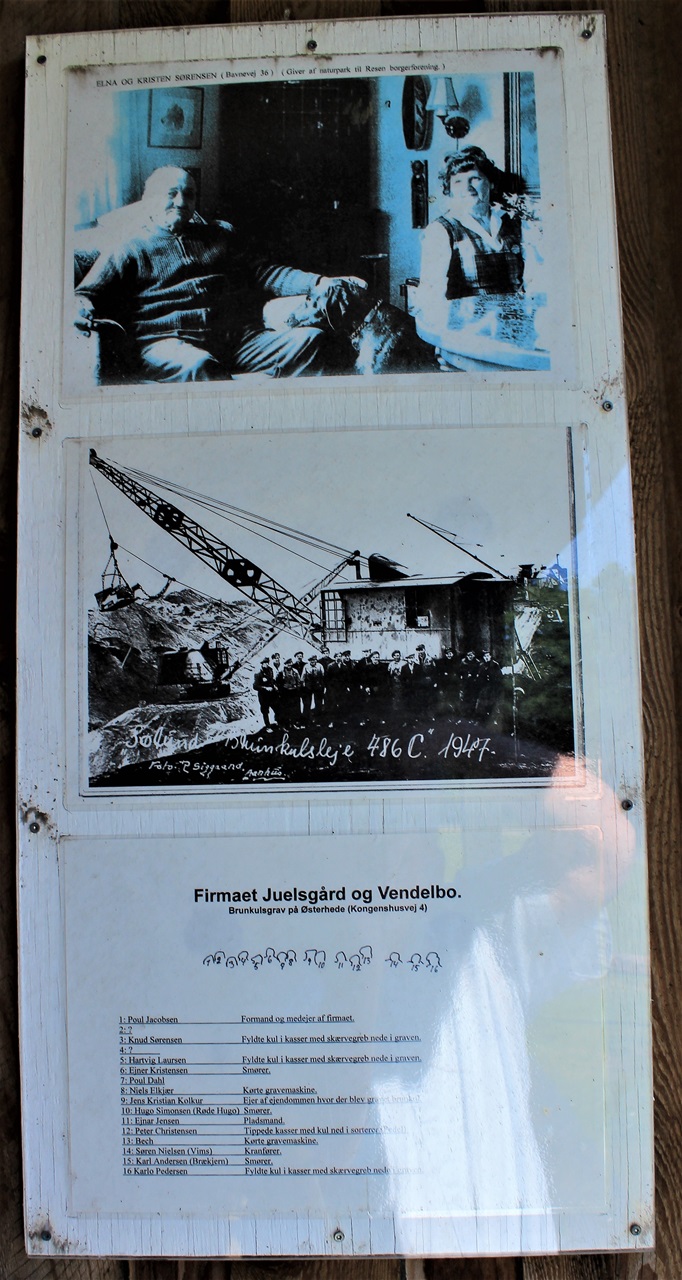 ELNA OG KRISTEN SØRENSEN ( Bavnevej 36 ) ( Giver af naturpark til Resen borgerforening. )
Sølund "Brunkulsleje 486 C." 1947.
Foto: P. Siggaard, Aarhus.
Firmaet Juelsgård og Vendelbo.
Brunkulsgrav på Østerhede (Kongenshusvej 4)
1: Poul Jacobsen Formand og medejer af firmaet.
2: ?
3: Knud Sørensen Fyldte kul i kasser med skærvegreb nede i graven.
4: ?
5: Hartvig Laursen Fyldte kul i kasser med skærvegreb nede i graven.
6: Ejner Kristensen Smører.
7: Poul Dahl
8: Niels Elkjær Kørte gravemaskine.
9: Jens Kristian Kolkur Ejer af ejendommen hvor der blev gravet brunkul.
10: Hugo Simonsen (Røde Hugo) Smører.
11: Ejnar Jensen Pladsmand.
12: Peter Christensen Tippede kasser med kul ned i sorterer
13: Bech Kørte gravemaskine.
14: Søren Nielsen (Vims) Kranfører.
15: Karl Andersen (Brækjern) Smører.
16 Karlo Pedersen Fyldte kul i kasser med skærvegreb nede i graven.